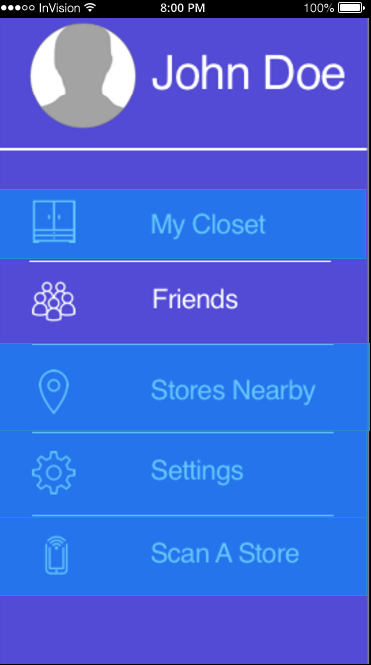 InVision 8:00 PM 100%
John Doe
My Closet
Friends
Stores Nearby
Settings
Scan A Store